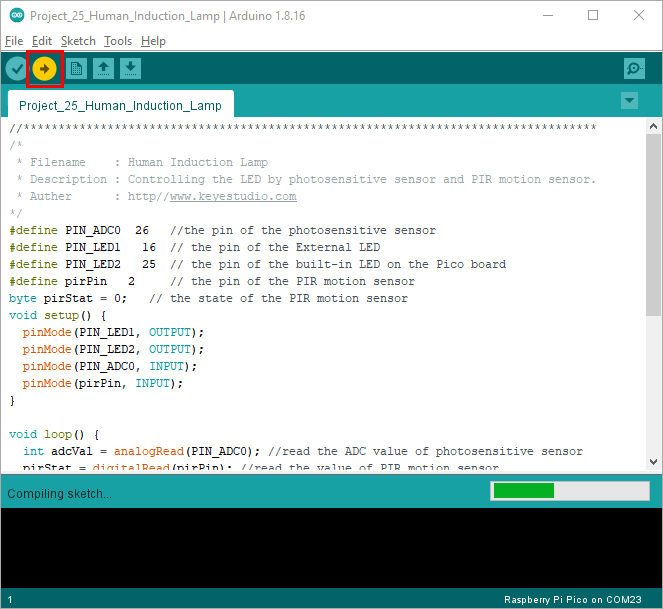 Project_25_Human_Induction_Lamp | Arduino 1.8.16
File Edit Sketch Tools Help
Project_25_Human_Induction_Lamp
//**********************************************************************************
/*
 * Filename    : Human Induction Lamp
 * Description : Controlling the LED by photosensitive sensor and PIR motion sensor.
 * Auther      : http//www.keyestudio.com
*/
#define PIN_ADC0  26   //the pin of the photosensitive sensor
#define PIN_LED1   16  // the pin of the External LED
#define PIN_LED2   25  // the pin of the built-in LED on the Pico board
#define pirPin   2     // the pin of the PIR motion sensor
byte pirStat = 0;   // the state of the PIR motion sensor
void setup() {
  pinMode(PIN_LED1, OUTPUT);
  pinMode(PIN_LED2, OUTPUT);
  pinMode(PIN_ADC0, INPUT);
  pinMode(pirPin, INPUT);
}
void loop() {
  int adcVal = analogRead(PIN_ADC0); //read the ADC value of photosensitive sensor
  pirStat = digitalRead(pirPin); //read the value of PIR motion sensor
Compiling sketch...
1
Raspberry Pi Pico on COM23